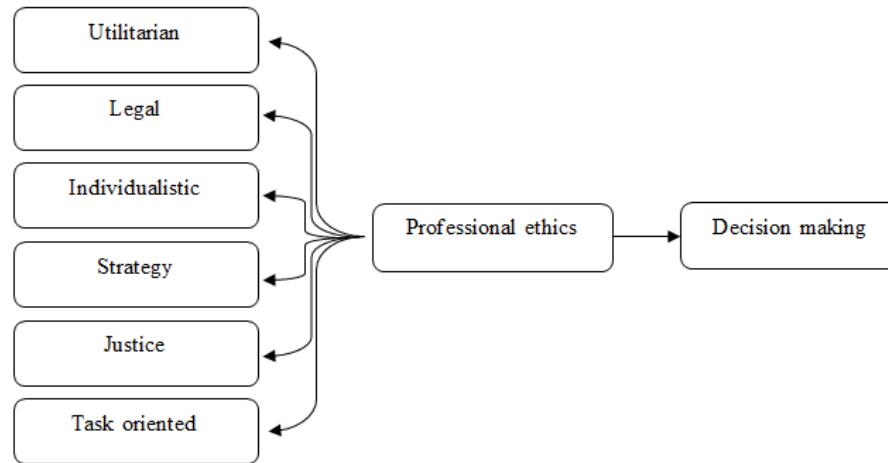 Utilitarian
Legal
Individualistic
Strategy
Justice
Task oriented
Professional ethics
Decision making